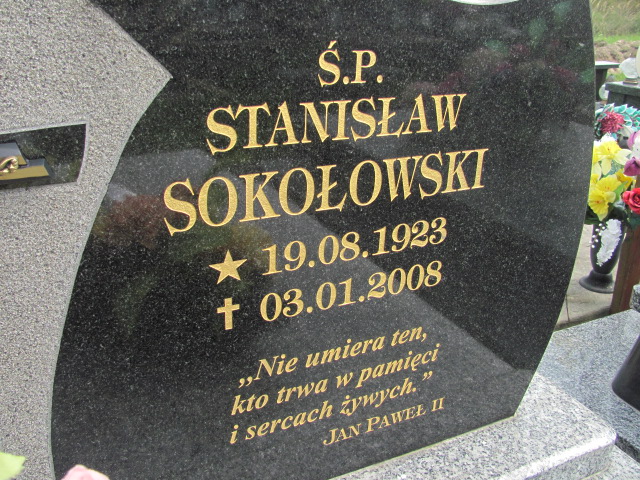 Ś.P.
STANISŁAW
SOKOŁOWSKI
19.08.1923
03.01.2008
„Nie umiera ten,
kto trwa w pamięci
i sercach żywych.”
JAN PAWEŁ II